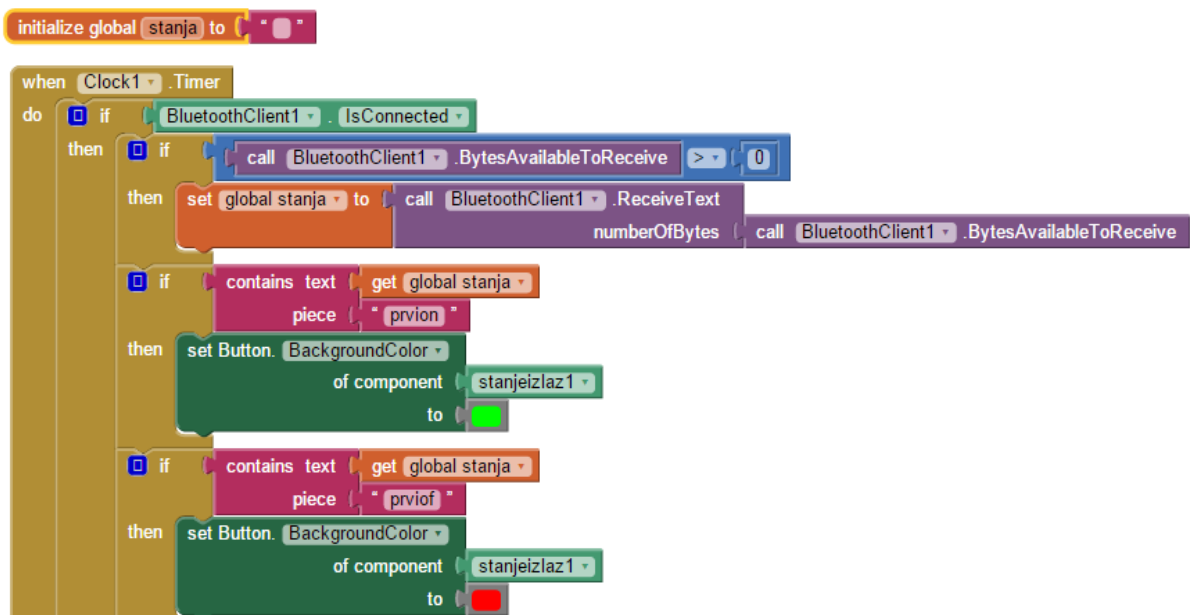 initialize global stanja to " "
when Clock1 .Timer
do if BluetoothClient1 . IsConnected
then if call BluetoothClient1 .BytesAvailableToReceive > 0
then set global stanja to call BluetoothClient1 .ReceiveText
numberOfBytes call BluetoothClient1 .BytesAvailableToReceive
if contains text get global stanja
piece " prvion "
then set Button. BackgroundColor
of component stanjeizlaz1
to
if contains text get global stanja
piece " prviof "
then set Button. BackgroundColor
of component stanjeizlaz1
to